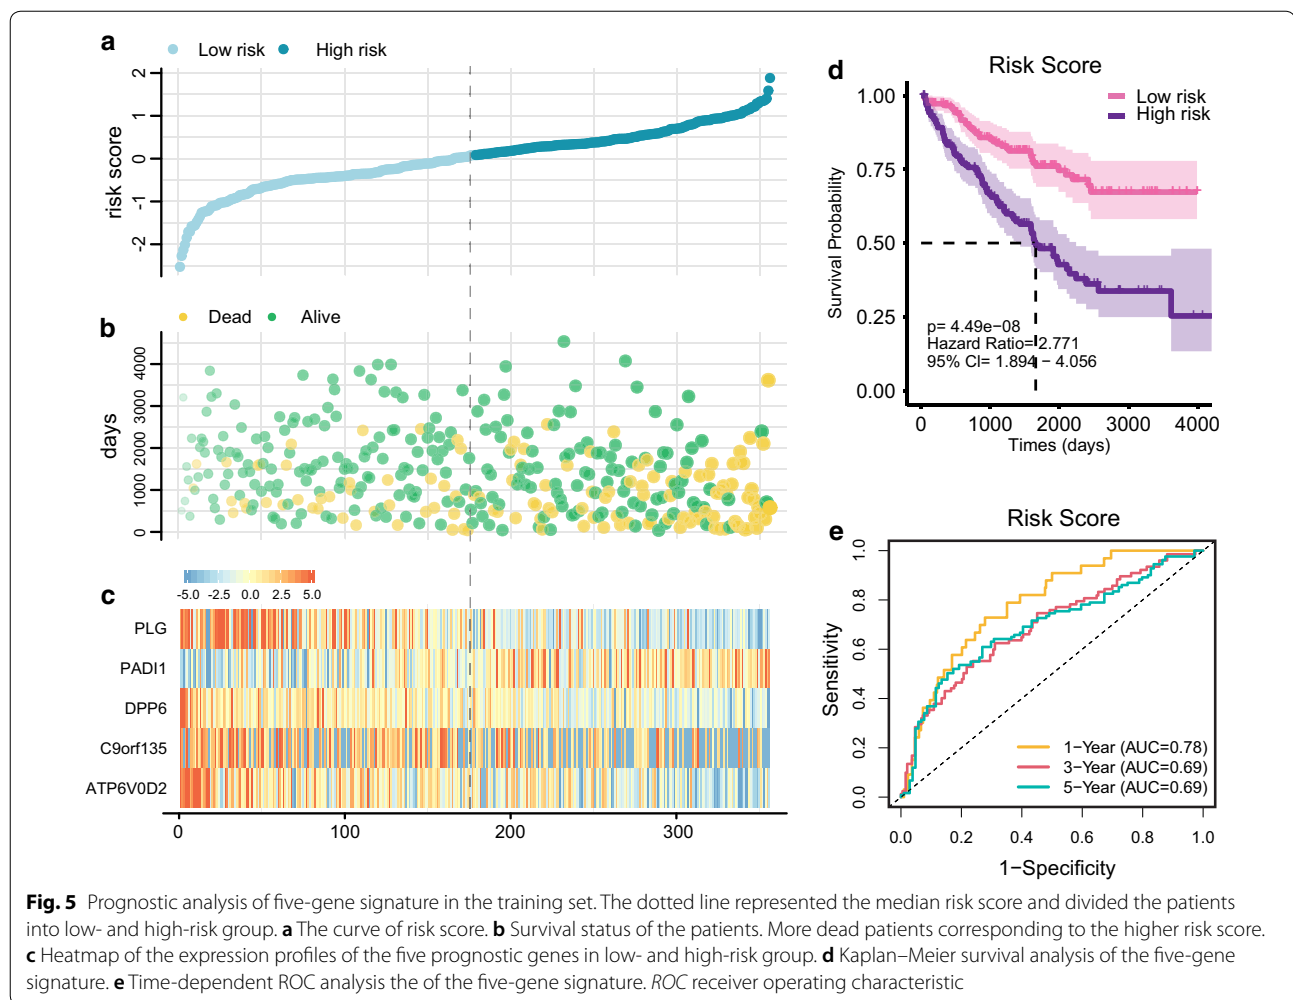 a
Low risk
High risk
risk score
2
1
0
-1
-2
b
Dead
Alive
days
4000
3000
2000
1000
0
c
-5.0 -2.5 0.0 2.5 5.0
PLG
PADI1
DPP6
C9orf135
ATP6V0D2
0 100 200 300
d
Risk Score
Low risk
High risk
Survival Probability
1.00
0.75
0.50
0.25
0.00
p= 4.49e−08
Hazard Ratio= 2.771
95% CI= 1.894 − 4.056
0 1000 2000 3000 4000
Times (days)
e
Risk Score
Sensitivity
1.0
0.8
0.6
0.4
0.2
0.0
1−Year (AUC=0.78)
3−Year (AUC=0.69)
5−Year (AUC=0.69)
0.0 0.2 0.4 0.6 0.8 1.0
1−Specificity
Fig. 5 Prognostic analysis of five-gene signature in the training set. The dotted line represented the median risk score and divided the patients
into low- and high-risk group. a The curve of risk score. b Survival status of the patients. More dead patients corresponding to the higher risk score.
c Heatmap of the expression profiles of the five prognostic genes in low- and high-risk group. d Kaplan–Meier survival analysis of the five-gene
signature. e Time-dependent ROC analysis the of the five-gene signature. ROC receiver operating characteristic